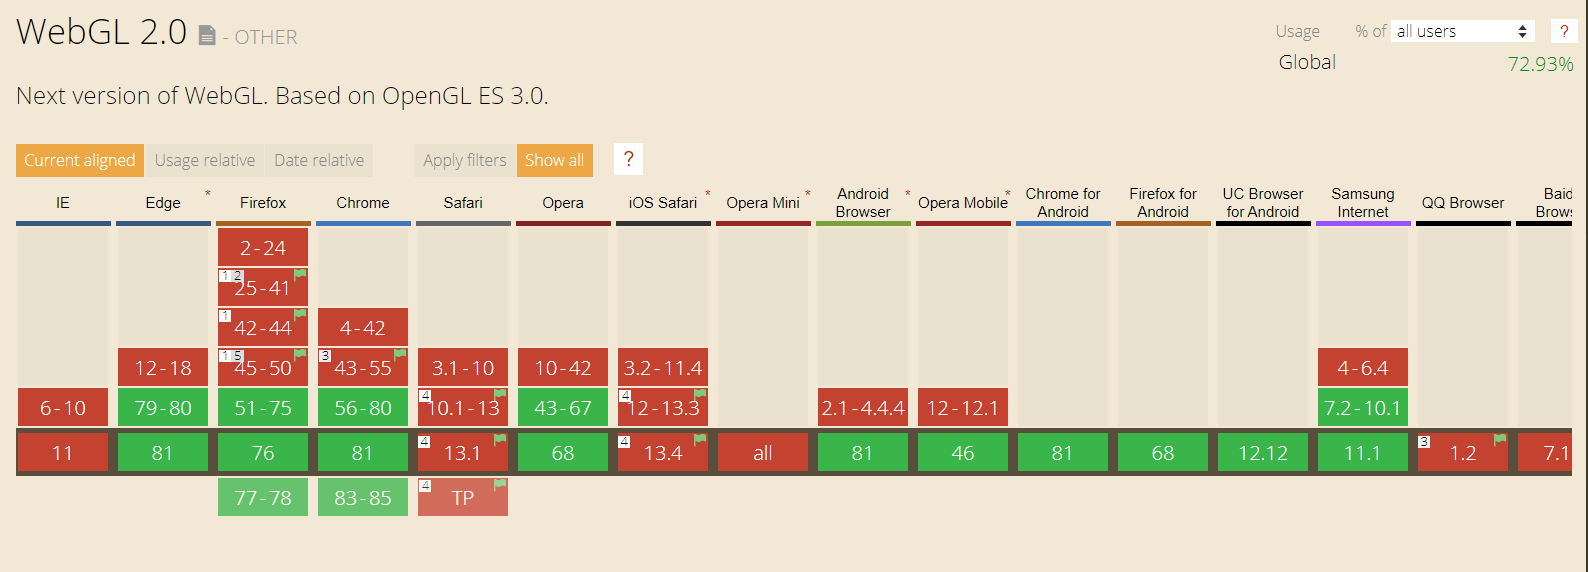 WebGL 2.0 - OTHER
Usage % of all users ?
Global 72.93%
Next version of WebGL. Based on OpenGL ES 3.0.
Current aligned Usage relative Date relative Apply filters Show all ?
IE Edge * Firefox Chrome Safari Opera iOS Safari * Opera Mini * Android Browser * Opera Mobile * Chrome for Android Firefox for Android UC Browser for Android Samsung Internet QQ Browser Baid Brows
2-24
1 2 25-41
1 42-44 4-42
12-18 1 5 45-50 3 43-55 3.1-10 10-42 3.2-11.4 4-6.4
6-10 79-80 51-75 56-80 4 10.1-13 43-67 4 12-13.3 2.1-4.4.4 12-12.1 7.2-10.1
11 81 76 81 4 13.1 68 4 13.4 all 81 46 81 68 12.12 11.1 3 1.2 7.1
77-78 83-85 4 TP